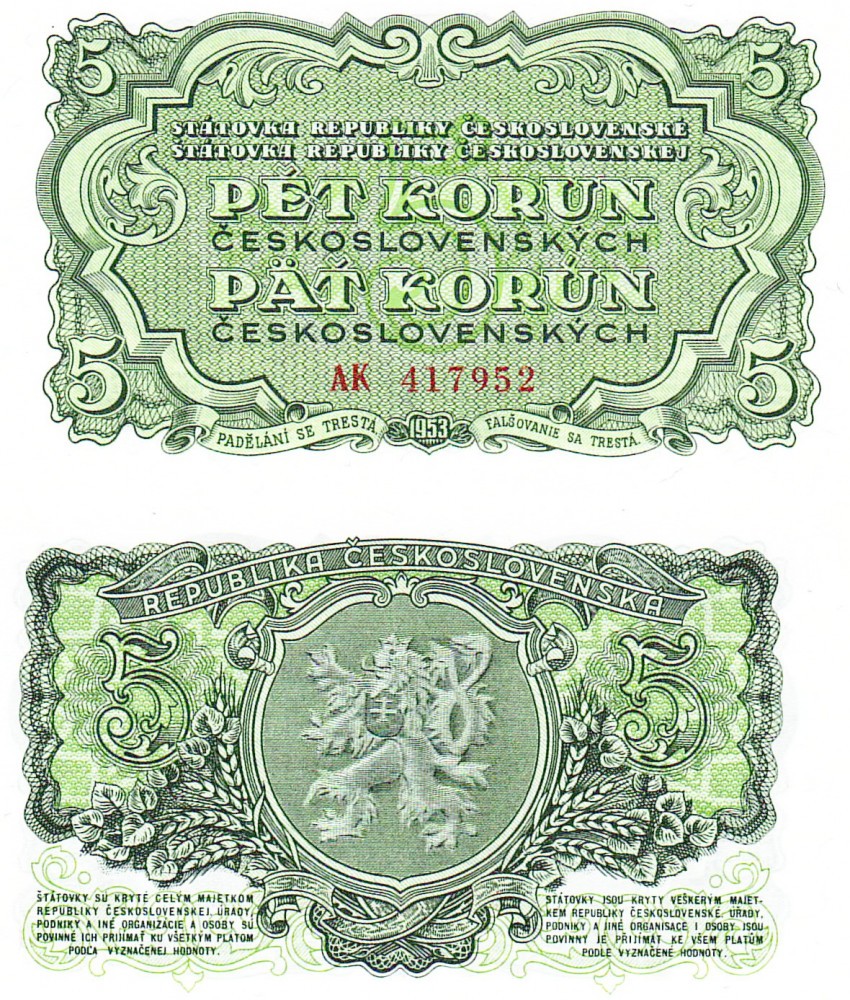 5 5
STÁTOVKA REPUBLIKY ČESKOSLOVENSKÉ
ŠTÁTOVKA REPUBLIKY ČESKOSLOVENSKEJ
PĚT KORUN
ČESKOSLOVENSKÝCH
PÄŤ KORÚN
ČESKOSLOVENSKÝCH
5 5
AK 417952
PADĚLÁNÍ SE TRESTÁ. 1953 FALŠOVANIE SA TRESTÁ.
REPUBLIKA ČESKOSLOVENSKÁ
5 5
ŠTÁTOVKY SÚ KRYTÉ CELÝM MAJETKOM
REPUBLIKY ČESKOSLOVENSKEJ. ÚRADY,
PODNIKY A INÉ ORGANIZÁCIE A OSOBY SÚ
POVINNÉ ICH PRIJÍMAŤ KU VŠETKÝM PLATOM
PODĽA VYZNAČENEJ HODNOTY.
STÁTOVKY JSOU KRYTY VEŠKERÝM MAJET-
KEM REPUBLIKY ČESKOSLOVENSKÉ. ÚŘADY,
PODNIKY A JINÉ ORGANISACE I OSOBY JSOU
POVINNY JE PŘIJÍMAT KE VŠEM PLATŮM
PODLE VYZNAČENÉ HODNOTY.